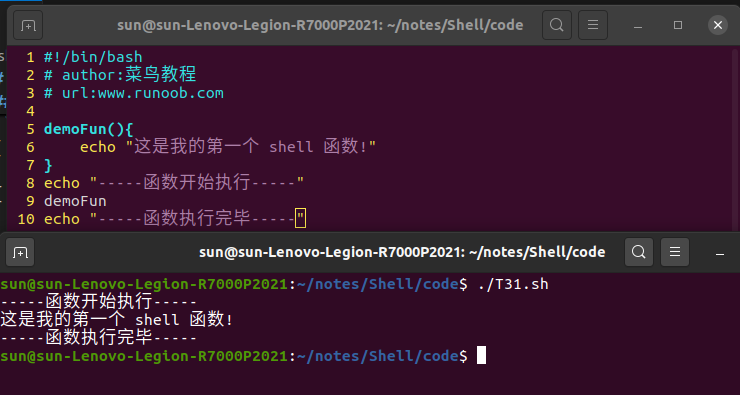 sun@sun-Lenovo-Legion-R7000P2021: ~/notes/Shell/code
1 #!/bin/bash
2 # author:菜鸟教程
3 # url:www.runoob.com
4
5 demoFun(){
6     echo "这是我的第一个 shell 函数!"
7 }
8 echo "-----函数开始执行-----"
9 demoFun
10 echo "-----函数执行完毕-----"
sun@sun-Lenovo-Legion-R7000P2021: ~/notes/Shell/code
sun@sun-Lenovo-Legion-R7000P2021:~/notes/Shell/code$ ./T31.sh
-----函数开始执行-----
这是我的第一个 shell 函数!
-----函数执行完毕-----
sun@sun-Lenovo-Legion-R7000P2021:~/notes/Shell/code$